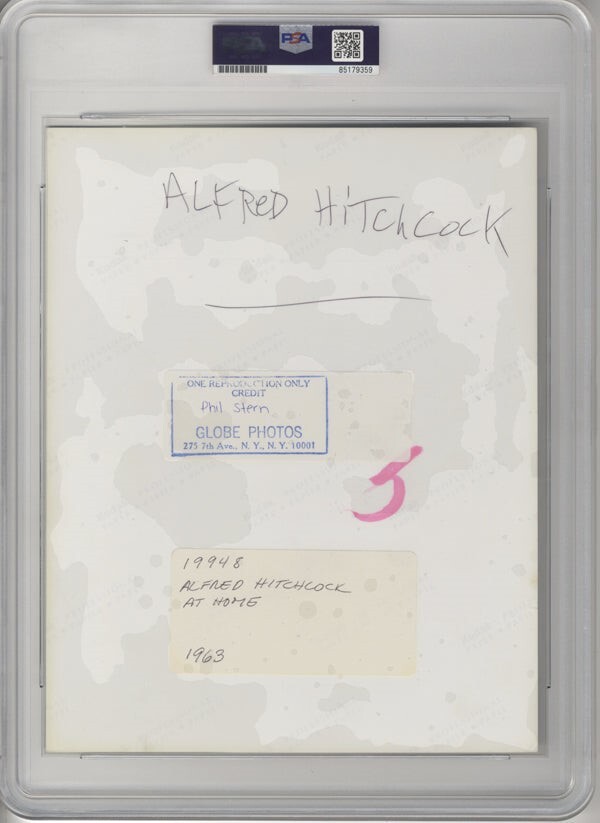 PSA
85179359
ALFRED HITCHCOCK
ONE REPRODUCTION ONLY
CREDIT
Phil Stern
GLOBE PHOTOS
275 7th Ave., N. Y., N. Y. 10001
5
19948
ALFRED HITCHCOCK
AT HOME
1963